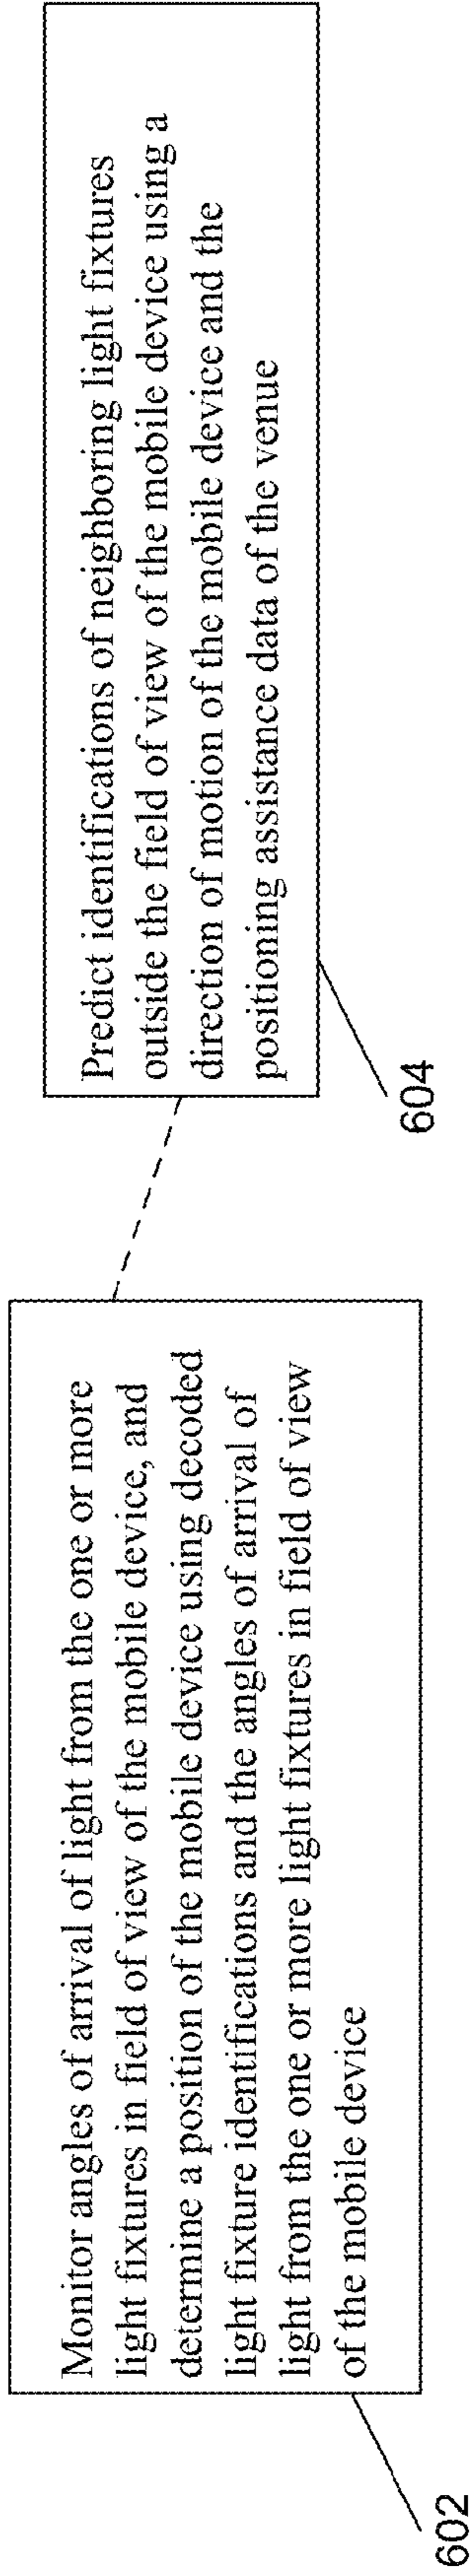 Monitor angles of arrival of light from the one or more
light fixtures in field of view of the mobile device, and
determine a position of the mobile device using decoded
light fixture identifications and the angles of arrival of
light from the one or more light fixtures in field of view
of the mobile device
602
Predict identifications of neighboring light fixtures
outside the field of view of the mobile device using a
direction of motion of the mobile device and the
positioning assistance data of the venue
604